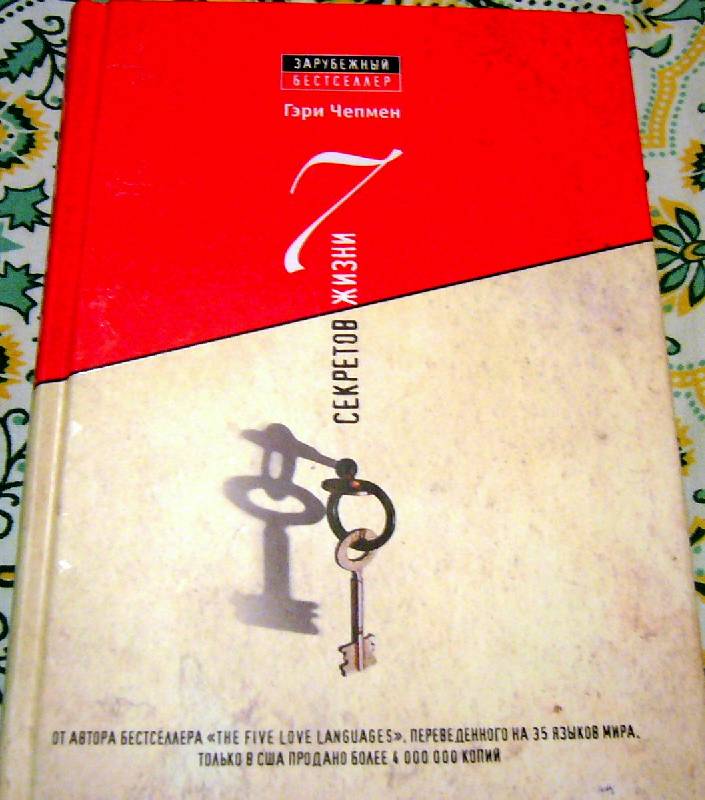 ЗАРУБЕЖНЫЙ
БЕСТСЕЛЛЕР
Гэри Чепмен
7
СЕКРЕТОВ ЖИЗНИ
ОТ АВТОРА БЕСТСЕЛЛЕРА «THE FIVE LOVE LANGUAGES», ПЕРЕВЕДЕННОГО НА 35 ЯЗЫКОВ МИРА.
ТОЛЬКО В США ПРОДАНО БОЛЕЕ 4 000 000 КОПИЙ